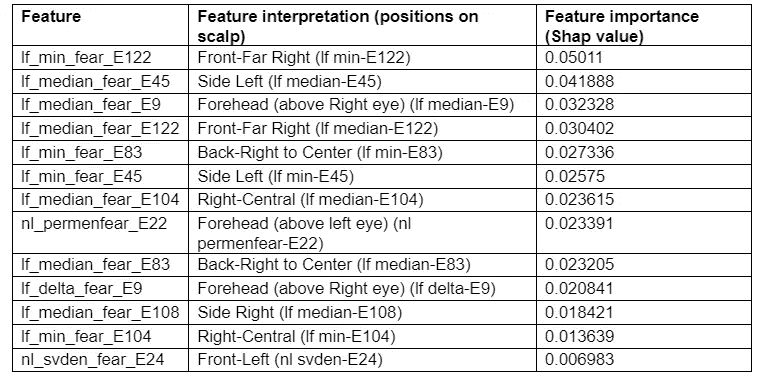 Feature Feature interpretation (positions on scalp) Feature importance (Shap value)
lf_min_fear_E122 Front-Far Right (lf min-E122) 0.05011
lf_median_fear_E45 Side Left (lf median-E45) 0.041888
lf_median_fear_E9 Forehead (above Right eye) (lf median-E9) 0.032328
lf_median_fear_E122 Front-Far Right (lf median-E122) 0.030402
lf_min_fear_E83 Back-Right to Center (lf min-E83) 0.027336
lf_min_fear_E45 Side Left (lf min-E45) 0.02575
lf_median_fear_E104 Right-Central (lf median-E104) 0.023615
nl_permenfear_E22 Forehead (above left eye) (nl permenfear-E22) 0.023391
lf_median_fear_E83 Back-Right to Center (lf median-E83) 0.023205
lf_delta_fear_E9 Forehead (above Right eye) (lf delta-E9) 0.020841
lf_median_fear_E108 Side Right (lf median-E108) 0.018421
lf_min_fear_E104 Right-Central (lf min-E104) 0.013639
nl_svden_fear_E24 Front-Left (nl svden-E24) 0.006983